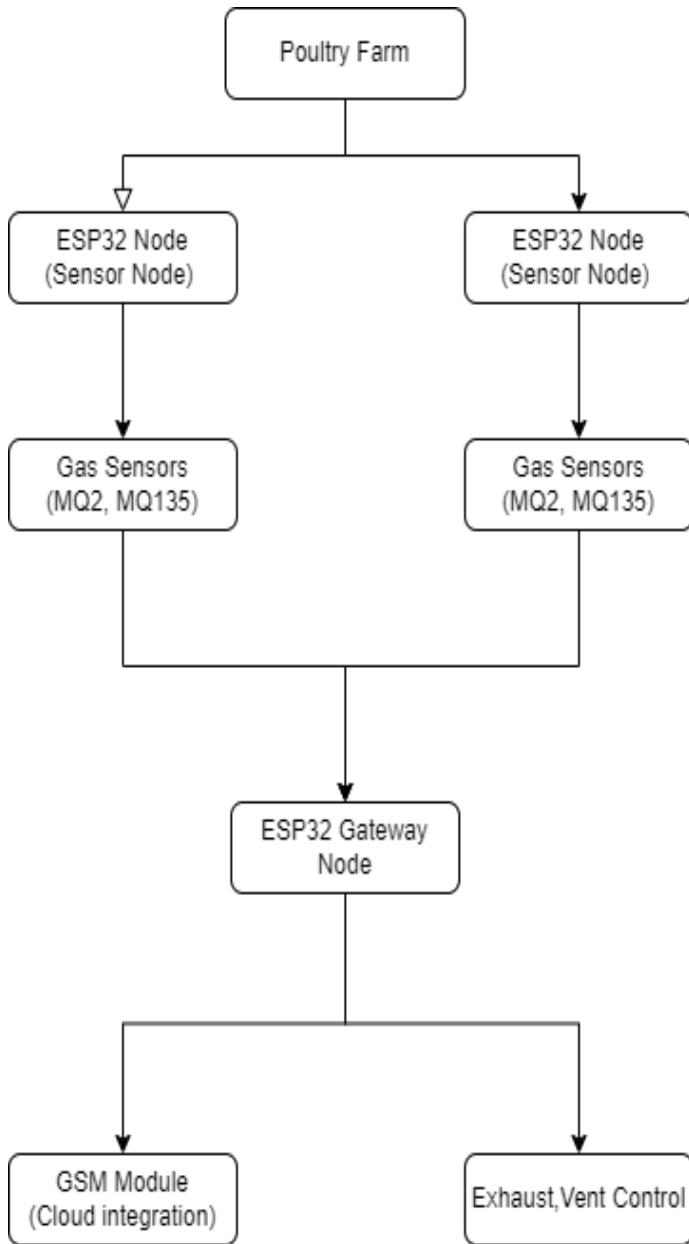 Poultry Farm
ESP32 Node
(Sensor Node)
ESP32 Node
(Sensor Node)
Gas Sensors
(MQ2, MQ135)
Gas Sensors
(MQ2, MQ135)
ESP32 Gateway
Node
GSM Module
(Cloud integration)
Exhaust,Vent Control